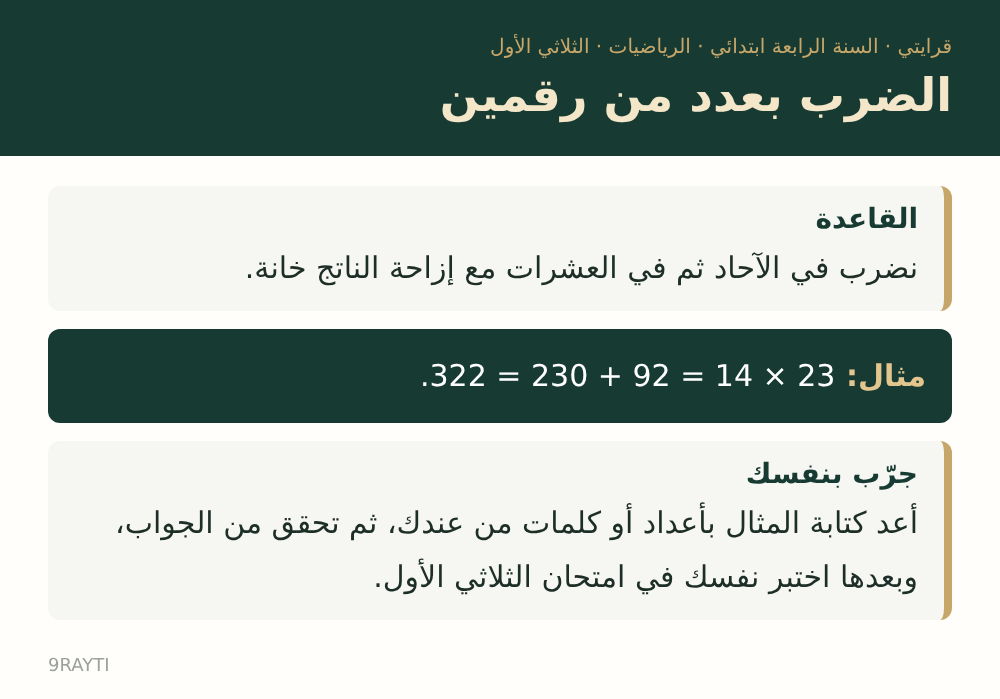 قرايتي · السنة الرابعة ابتدائي · الرياضيات · الثلاثي الأول
الضرب بعدد من رقمين
القاعدة
نضرب في الآحاد ثم في العشرات مع إزاحة الناتج خانة.
مثال: 23 × 14 = 92 + 230 = 322.
جرّب بنفسك
أعد كتابة المثال بأعداد أو كلمات من عندك، ثم تحقق من الجواب،
وبعدها اختبر نفسك في امتحان الثلاثي الأول.
9RAYTI